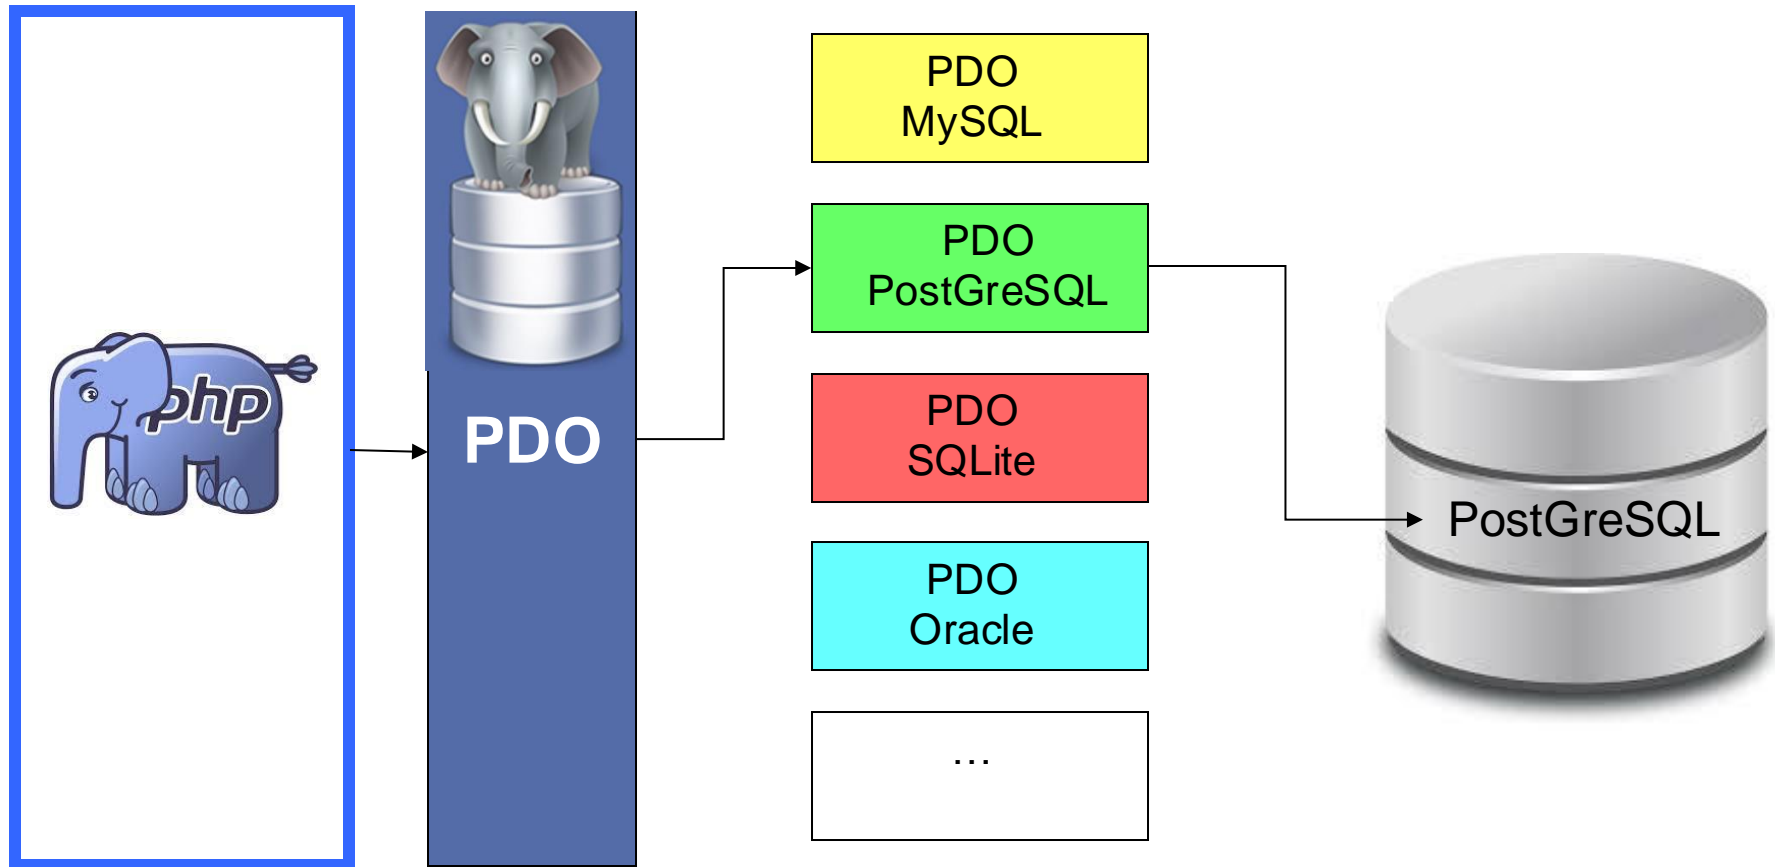 php
PDO
PDO
MySQL
PDO
PostGreSQL
PDO
SQLite
PDO
Oracle
...
PostGreSQL